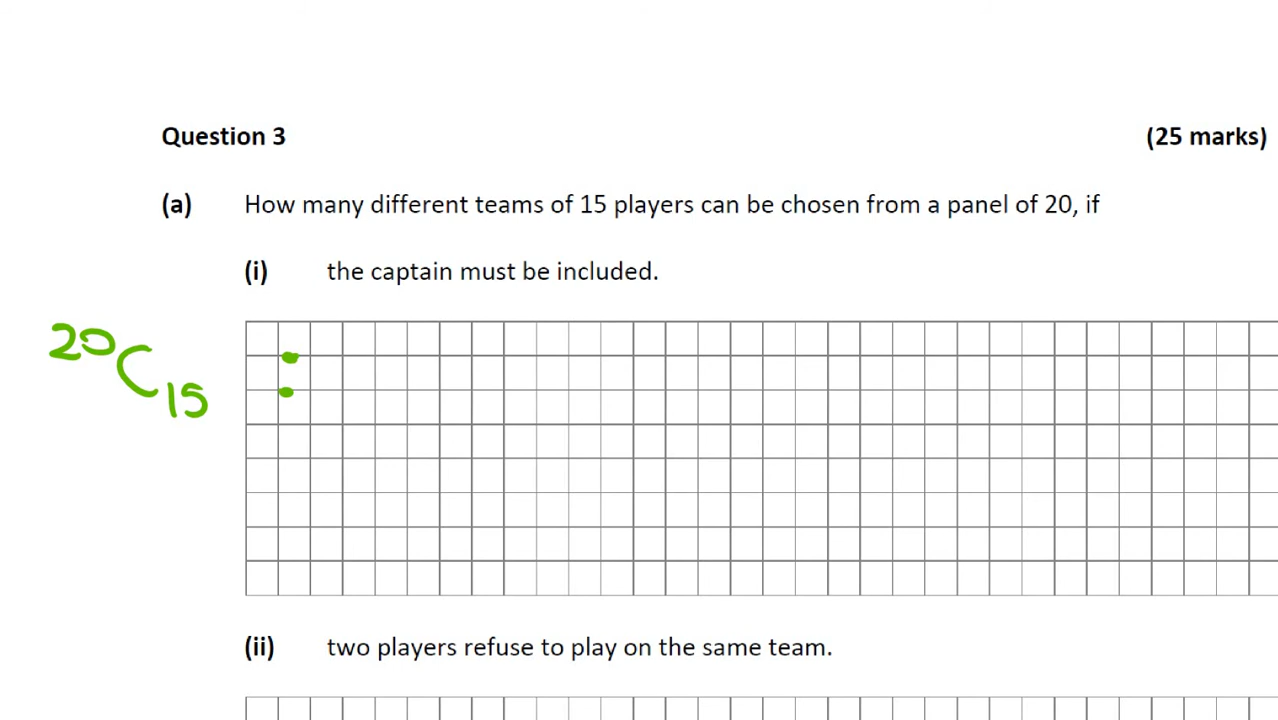 Question 3 (25 marks)
(a) How many different teams of 15 players can be chosen from a panel of 20, if
(i) the captain must be included.
20C15
(ii) two players refuse to play on the same team.